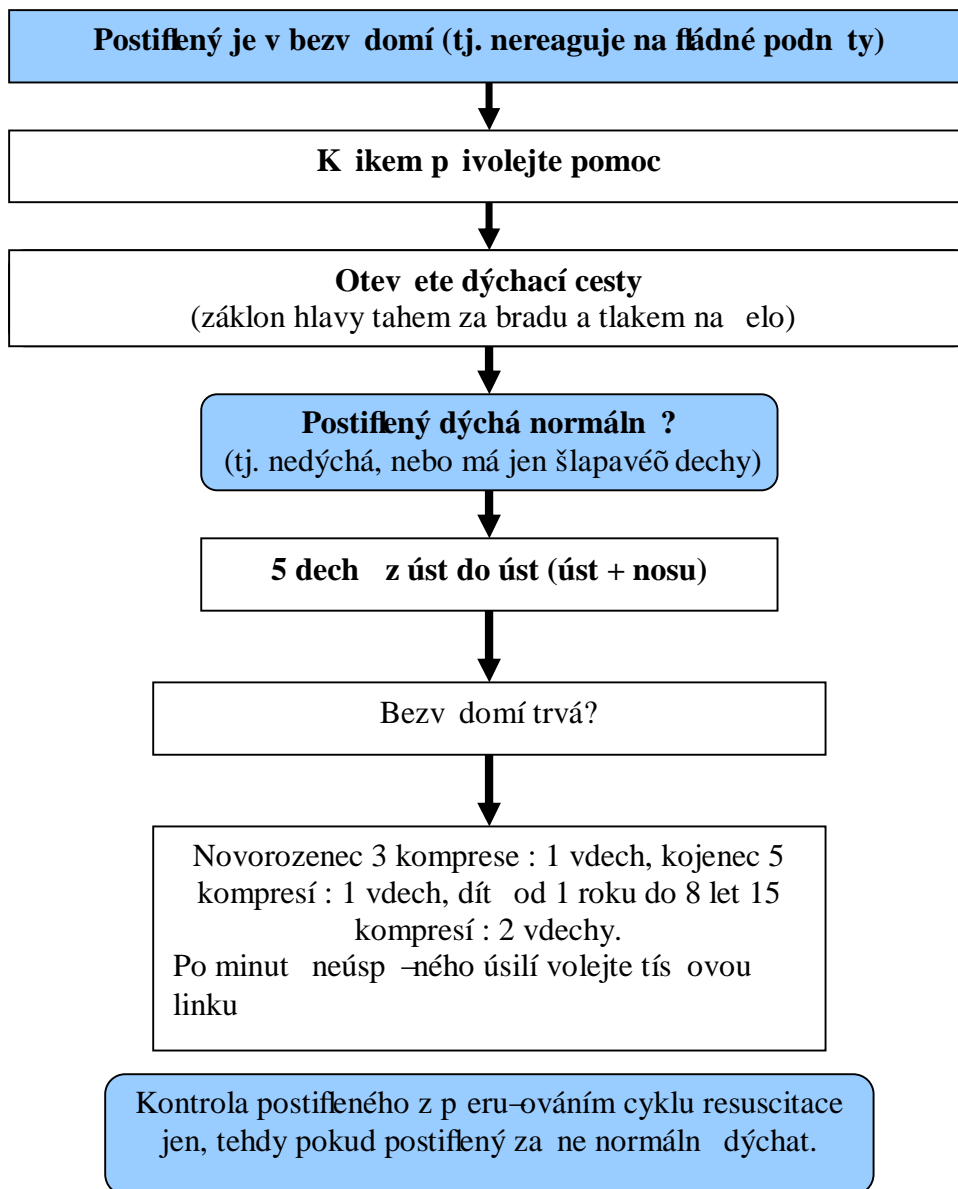 Postiflený je v bezv domí (tj. nereaguje na fládné podn ty)
K ikem p ivolejte pomoc
Otev ete dýchací cesty
(záklon hlavy tahem za bradu a tlakem na elo)
Postiflený dýchá normáln ?
(tj. nedýchá, nebo má jen šlapavéõ dechy)
5 dech z úst do úst (úst + nosu)
Bezv domí trvá?
Novorozenec 3 komprese : 1 vdech, kojenec 5
kompresí : 1 vdech, dít od 1 roku do 8 let 15
kompresí : 2 vdechy.
Po minut neúsp –ného úsilí volejte tís ovou
linku
Kontrola postifleného z p eru–ováním cyklu resuscitace
jen, tehdy pokud postiflený za ne normáln dýchat.